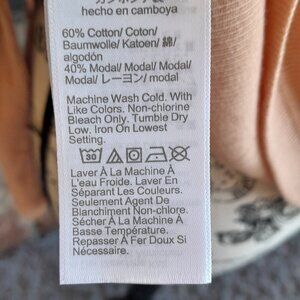 hecho en camboya
60% Cotton/ Coton/
Baumwolle/ Katoen/ 綿/
algodón
40% Modal/ Modal/ Modal/
Modal/ レーヨン/ modal
Machine Wash Cold. With
Like Colors. Non-chlorine
Bleach Only. Tumble Dry
Low. Iron On Lowest
Setting.
30
Laver À La Machine À
L'eau Froide. Laver En
Séparant Les Couleurs.
Seulement Agent De
Blanchiment Non-chlore.
Sécher À La Machine À
Basse Température.
Repasser À Fer Doux Si
Nécessaire.